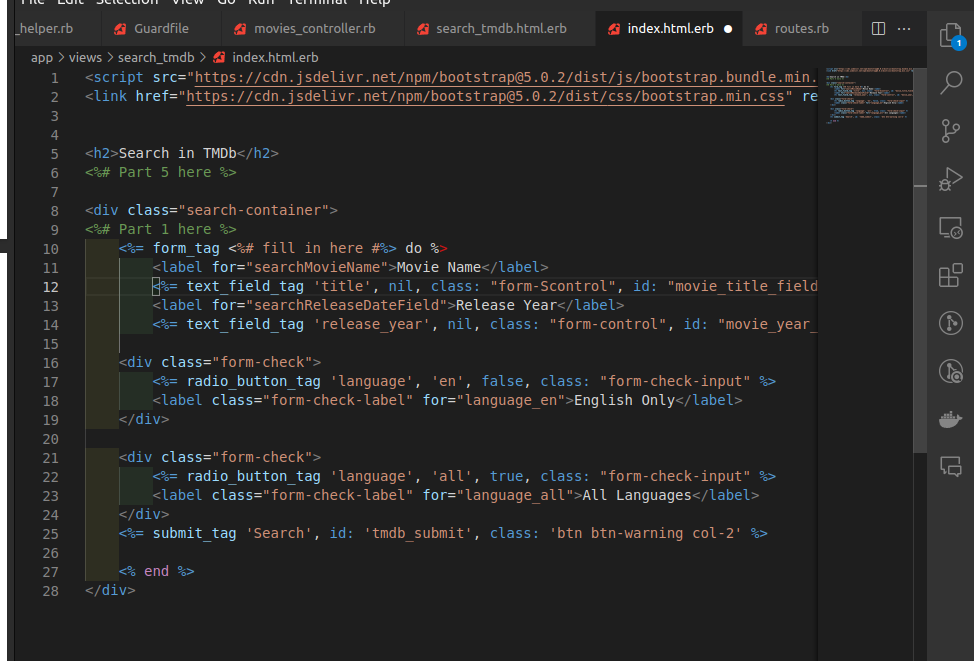 File Edit Selection View Go Run Terminal Help
_helper.rb Guardfile movies_controller.rb search_tmdb.html.erb index.html.erb routes.rb
app > views > search_tmdb > index.html.erb
1 <script src="https://cdn.jsdelivr.net/npm/bootstrap@5.0.2/dist/js/bootstrap.bundle.min.
2 <link href="https://cdn.jsdelivr.net/npm/bootstrap@5.0.2/dist/css/bootstrap.min.css" re
3
4
5 <h2>Search in TMDb</h2>
6 <%# Part 5 here %>
7
8 <div class="search-container">
9 <%# Part 1 here %>
10 <%= form_tag <%# fill in here #%> do %>
11 <label for="searchMovieName">Movie Name</label>
12 <%= text_field_tag 'title', nil, class: "form-Scontrol", id: "movie_title_field
13 <label for="searchReleaseDateField">Release Year</label>
14 <%= text_field_tag 'release_year', nil, class: "form-control", id: "movie_year_
15
16 <div class="form-check">
17 <%= radio_button_tag 'language', 'en', false, class: "form-check-input" %>
18 <label class="form-check-label" for="language_en">English Only</label>
19 </div>
20
21 <div class="form-check">
22 <%= radio_button_tag 'language', 'all', true, class: "form-check-input" %>
23 <label class="form-check-label" for="language_all">All Languages</label>
24 </div>
25 <%= submit_tag 'Search', id: 'tmdb_submit', class: 'btn btn-warning col-2' %>
26
27 <% end %>
28 </div>
1